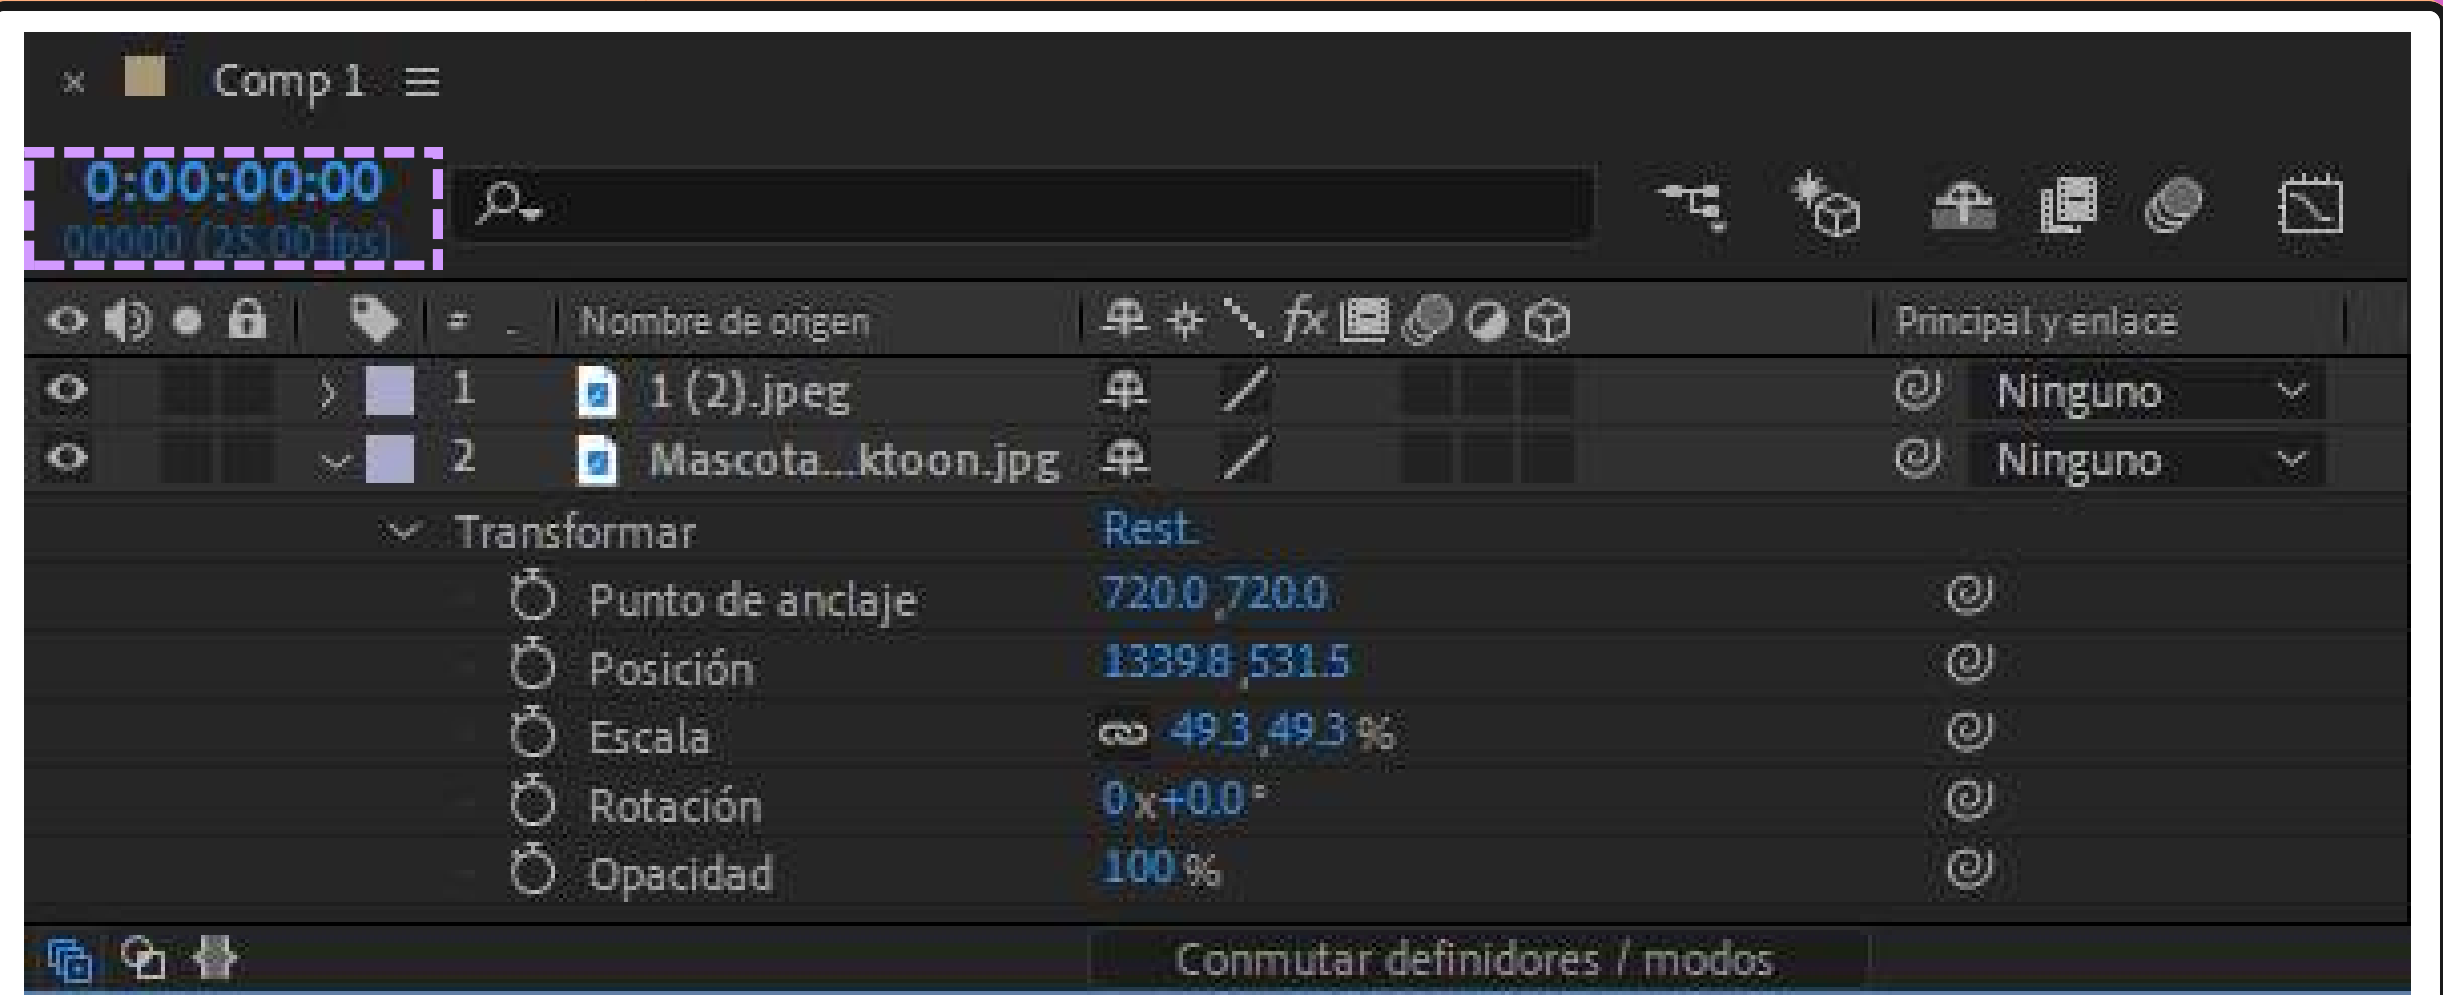 × Comp 1
0:00:00:00
00000 (25.00 fps)
# Nombre de origen fx Principal y enlace
1 1 (2).jpeg Ninguno
2 Mascota...ktoon.jpg Ninguno
Transformar Rest.
Punto de anclaje 720.0,720.0
Posición 1339.8,531.5
Escala 49.3,49.3 %
Rotación 0x+0.0°
Opacidad 100 %
Conmutar definidores / modos